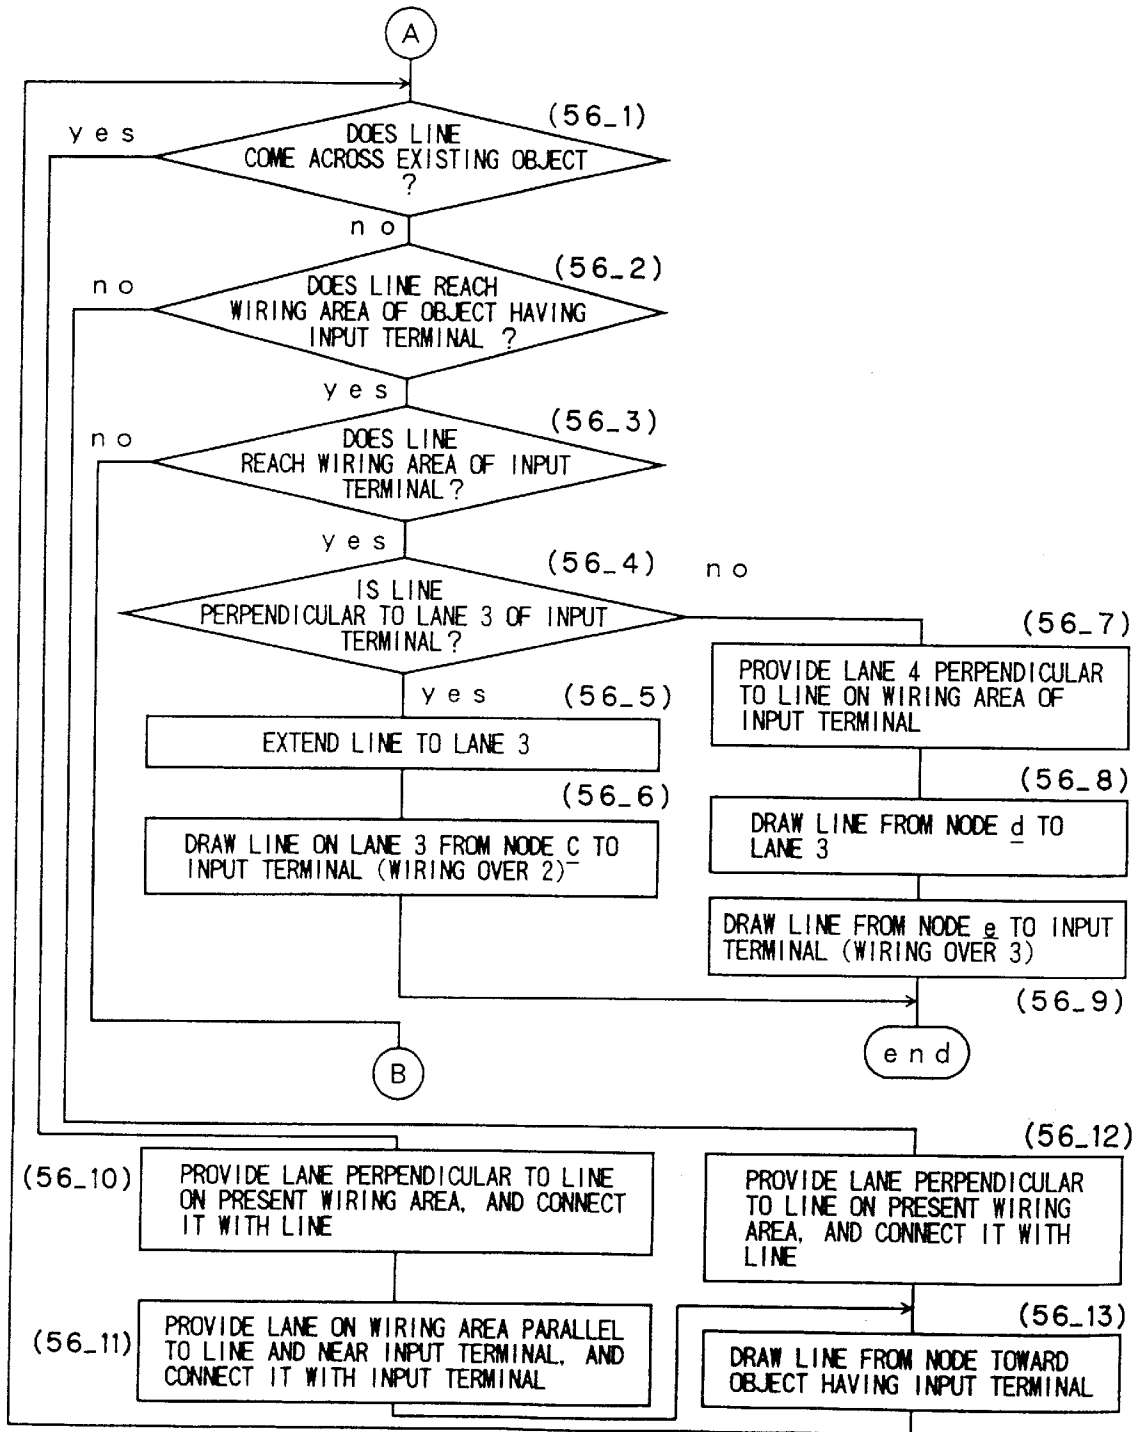 A
(56_1)
yes
DOES LINE
COME ACROSS EXISTING OBJECT
?
no
(56_2)
no
DOES LINE REACH
WIRING AREA OF OBJECT HAVING
INPUT TERMINAL ?
yes
(56_3)
no
DOES LINE
REACH WIRING AREA OF INPUT
TERMINAL?
yes
(56_4)
no
IS LINE
PERPENDICULAR TO LANE 3 OF INPUT
TERMINAL?
yes
(56_5)
EXTEND LINE TO LANE 3
(56_6)
DRAW LINE ON LANE 3 FROM NODE C TO
INPUT TERMINAL (WIRING OVER 2)
(56_7)
PROVIDE LANE 4 PERPENDICULAR
TO LINE ON WIRING AREA OF
INPUT TERMINAL
(56_8)
DRAW LINE FROM NODE d TO
LANE 3
DRAW LINE FROM NODE e TO INPUT
TERMINAL (WIRING OVER 3)
(56_9)
end
B
(56_10)
PROVIDE LANE PERPENDICULAR TO LINE
ON PRESENT WIRING AREA, AND CONNECT
IT WITH LINE
(56_11)
PROVIDE LANE ON WIRING AREA PARALLEL
TO LINE AND NEAR INPUT TERMINAL, AND
CONNECT IT WITH INPUT TERMINAL
(56_12)
PROVIDE LANE PERPENDICULAR
TO LINE ON PRESENT WIRING
AREA, AND CONNECT IT WITH
LINE
(56_13)
DRAW LINE FROM NODE TOWARD
OBJECT HAVING INPUT TERMINAL